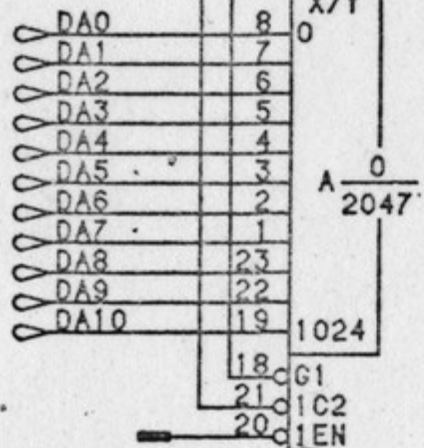 X/Y
DA0 8 0
DA1 7
DA2 6
DA3 5
DA4 4
DA5 3
A 0
2047
DA6 2
DA7 1
DA8 23
DA9 22
DA10 19 1024
18 G1
21 1C2
20 1EN